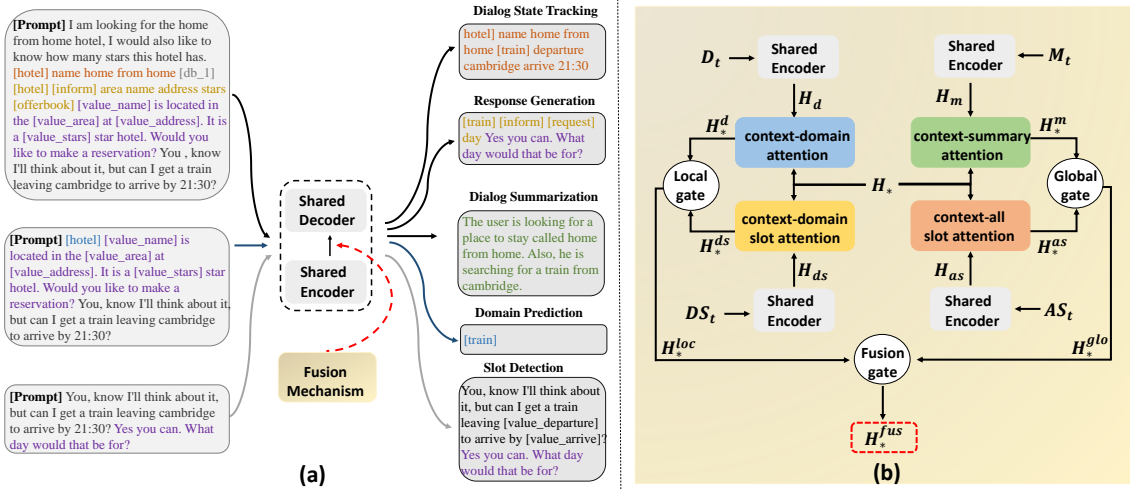 [Prompt] I am looking for the home
from home hotel, I would also like to
know how many stars this hotel has.
[hotel] name home from home [db_1]
[hotel] [inform] area name address stars
[offerbook] [value_name] is located in
the [value_area] at [value_address]. It
is a [value_stars] star hotel. Would you
like to make a reservation? You , know
I'll think about it, but can I get a train
leaving cambridge to arrive by 21:30?
[Prompt] [hotel] [value_name] is
located in the [value_area] at
[value_address]. It is a [value_stars] star
hotel. Would you like to make a
reservation? You, know I'll think about it,
but can I get a train leaving cambridge
to arrive by 21:30?
[Prompt] You, know I'll think about it,
but can I get a train leaving cambridge
to arrive by 21:30? Yes you can. What
day would that be for?
Shared
Decoder
Shared
Encoder
Fusion
Mechanism
(a)
Dialog State Tracking
hotel] name home from
home [train] departure
cambridge arrive 21:30
Response Generation
[train] [inform] [request]
day Yes you can. What
day would that be for?
Dialog Summarization
The user is looking for a
place to stay called home
from home. Also, he is
searching for a train from
cambridge.
Domain Prediction
[train]
Slot Detection
You, know I'll think about
it, but can I get a train
leaving [value_departure]
to arrive by [value_arrive]?
Yes you can. What day
would that be for?
D_t
Shared
Encoder
Shared
Encoder
M_t
H_d
H_m
H_*^d
context-domain
attention
context-summary
attention
H_*^m
Local
gate
H_*
Global
gate
context-domain
slot attention
context-all
slot attention
H_*^{ds}
H_*^{as}
H_{ds}
H_{as}
DS_t
Shared
Encoder
Shared
Encoder
AS_t
H_*^{loc}
Fusion
gate
H_*^{glo}
H_*^{fus}
(b)